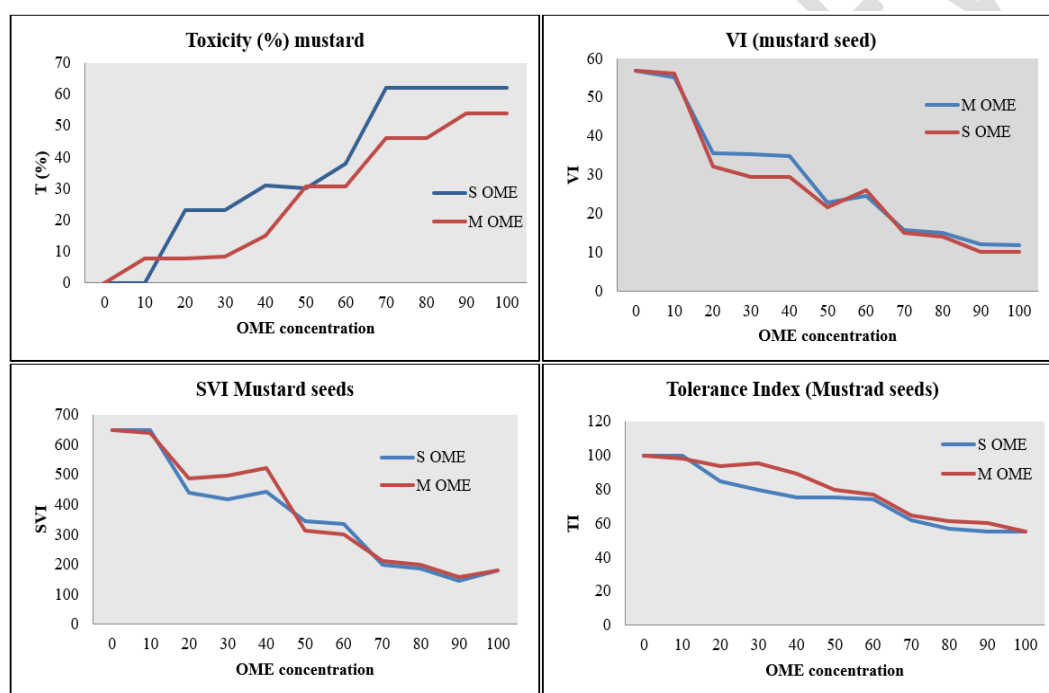 Toxicity (%) mustard
70
60
50
40
30
20
10
0
T (%)
S OME
M OME
0 10 20 30 40 50 60 70 80 90 100
OME concentration
VI (mustard seed)
60
50
40
30
20
10
0
VI
M OME
S OME
0 10 20 30 40 50 60 70 80 90 100
OME concentration
SVI Mustard seeds
700
600
500
400
300
200
100
0
SVI
S OME
M OME
0 10 20 30 40 50 60 70 80 90 100
OME concentration
Tolerance Index (Mustrad seeds)
120
100
80
60
40
20
0
TI
S OME
M OME
0 10 20 30 40 50 60 70 80 90 100
OME concentration